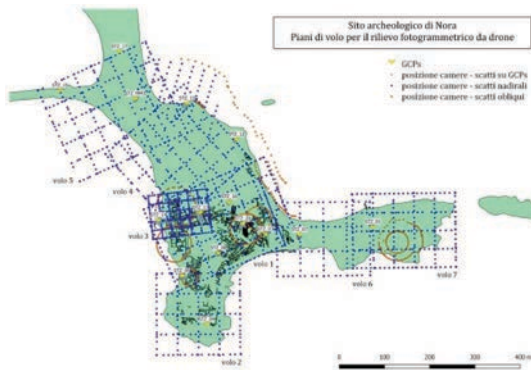 Sito archeologico di Nora
Piani di volo per il rilievo fotogrammetrico da drone
GCPs
posizione camere - scatti su GCPs
posizione camere - scatti nadirali
posizione camere - scatti obliqui
volo 5
volo 4
volo 3
volo 1
volo 6
volo 7
volo 2
0 100 200 300 400 m